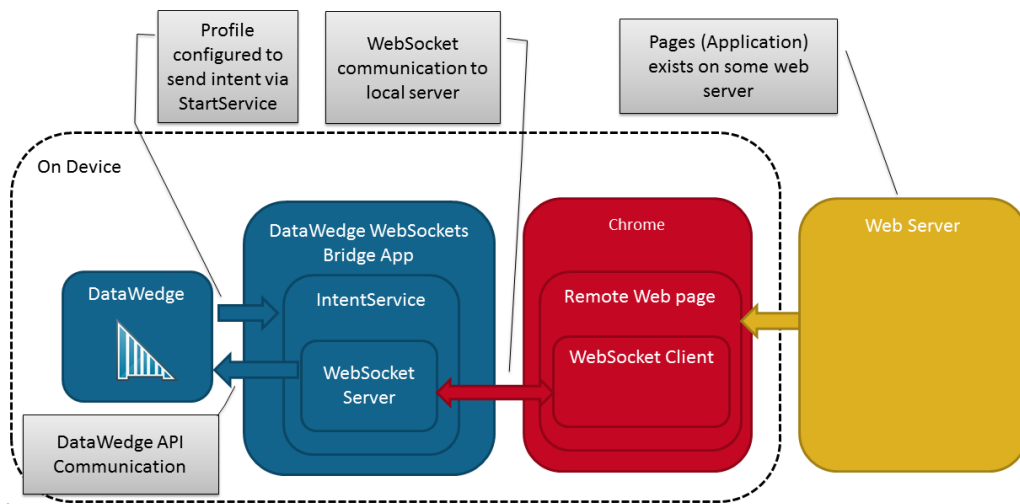 Profile
configured to
send intent via
StartService
WebSocket
communication to
local server
Pages (Application)
exists on some web
server
On Device
DataWedge WebSockets
Bridge App
Chrome
Web Server
DataWedge
IntentService
Remote Web page
WebSocket
Server
WebSocket Client
DataWedge API
Communication